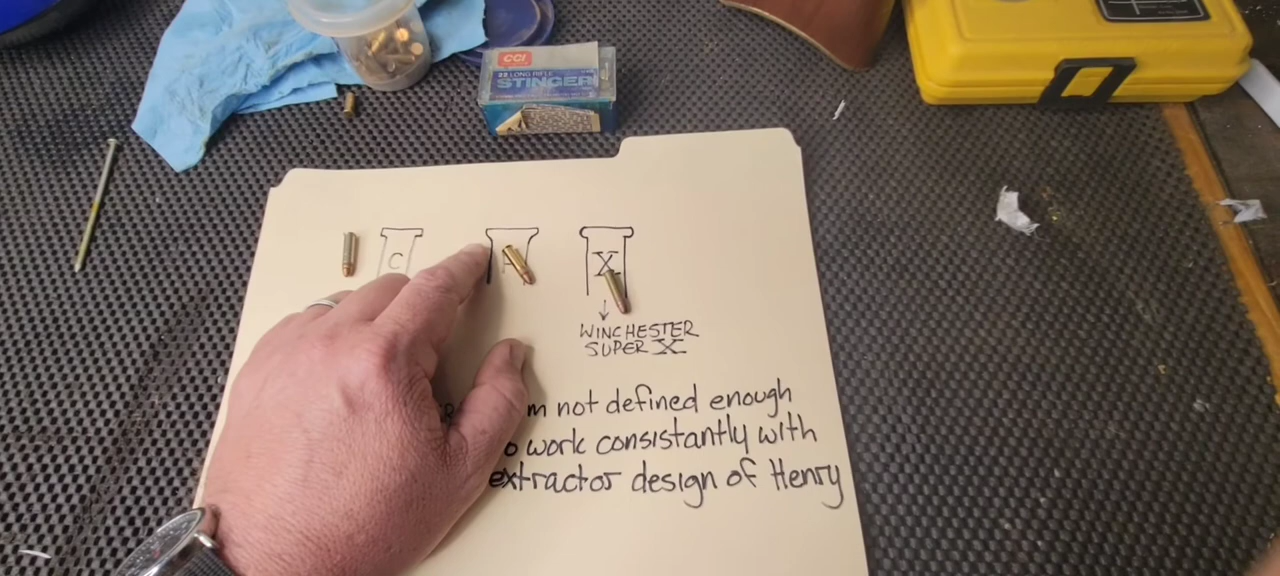 CCI
22 LONG RIFLE
STINGER
C A X
WINCHESTER
SUPER X
m not defined enough
o work consistantly with
extractor design of Henry